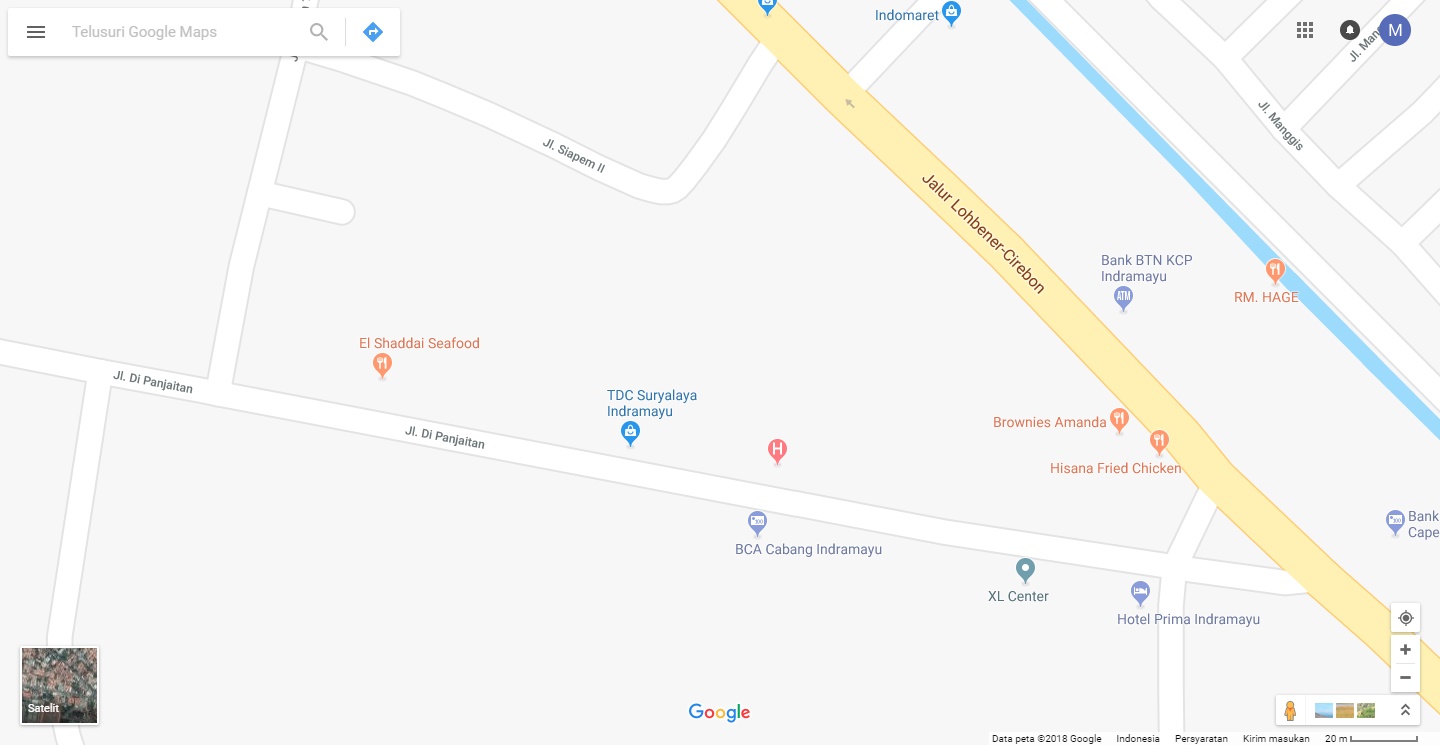 Telusuri Google Maps
Indomaret
M
Jl. Manggis
Jl. Siapem II
Jalur Lohbener-Cirebon
Bank BTN KCP
Indramayu
ATM
RM. HAGE
El Shaddai Seafood
Jl. Di Panjaitan
TDC Suryalaya
Indramayu
Jl. Di Panjaitan
H
Brownies Amanda
Hisana Fried Chicken
BCA Cabang Indramayu
Bank
Cape
XL Center
Hotel Prima Indramayu
Satelit
Google
Data peta ©2018 Google Indonesia Persyaratan Kirim masukan 20 m